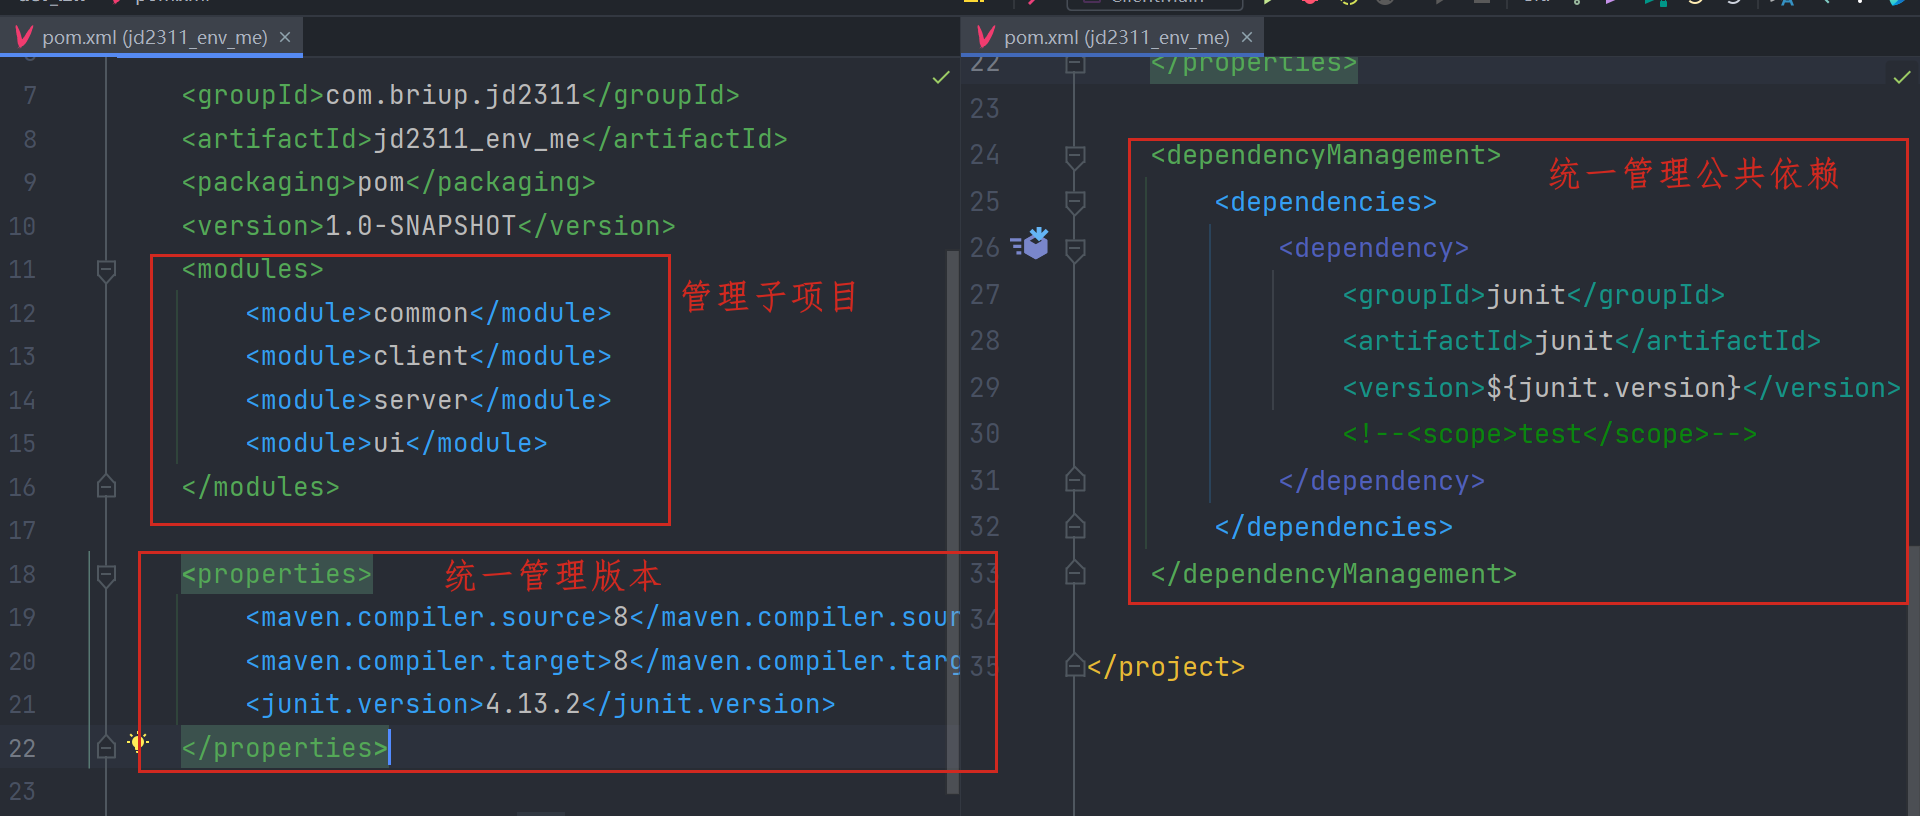 pom.xml (jd2311_env_me)
7 <groupId>com.briup.jd2311</groupId>
8 <artifactId>jd2311_env_me</artifactId>
9 <packaging>pom</packaging>
10 <version>1.0-SNAPSHOT</version>
11 <modules>
管理子项目
12 <module>common</module>
13 <module>client</module>
14 <module>server</module>
15 <module>ui</module>
16 </modules>
17
18 <properties>
统一管理版本
19 <maven.compiler.source>8</maven.compiler.sour
20 <maven.compiler.target>8</maven.compiler.targ
21 <junit.version>4.13.2</junit.version>
22 </properties>
23
pom.xml (jd2311_env_me)
22 </properties>
23
24 <dependencyManagement>
统一管理公共依赖
25 <dependencies>
26 <dependency>
27 <groupId>junit</groupId>
28 <artifactId>junit</artifactId>
29 <version>${junit.version}</version>
30 <!--<scope>test</scope>-->
31 </dependency>
32 </dependencies>
33 </dependencyManagement>
34
35 </project>